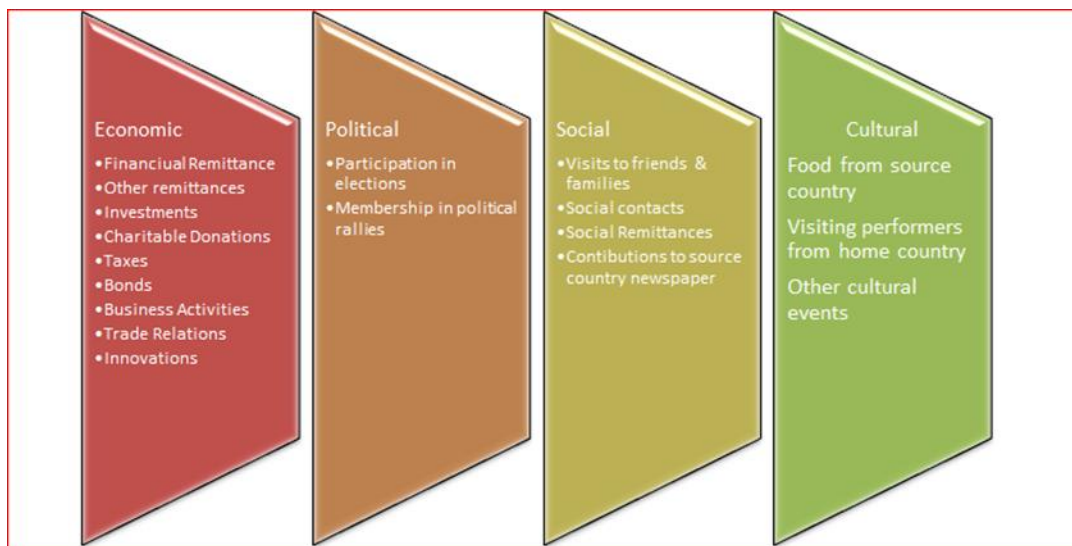 Economic
•Financiual Remittance
•Other remittances
•Investments
•Charitable Donations
•Taxes
•Bonds
•Business Activities
•Trade Relations
•Innovations
Political
•Participation in
elections
•Membership in political
rallies
Social
•Visits to friends &
families
•Social contacts
•Social Remittances
•Contibutions to source
country newspaper
Cultural
Food from source
country
Visiting performers
from home country
Other cultural
events